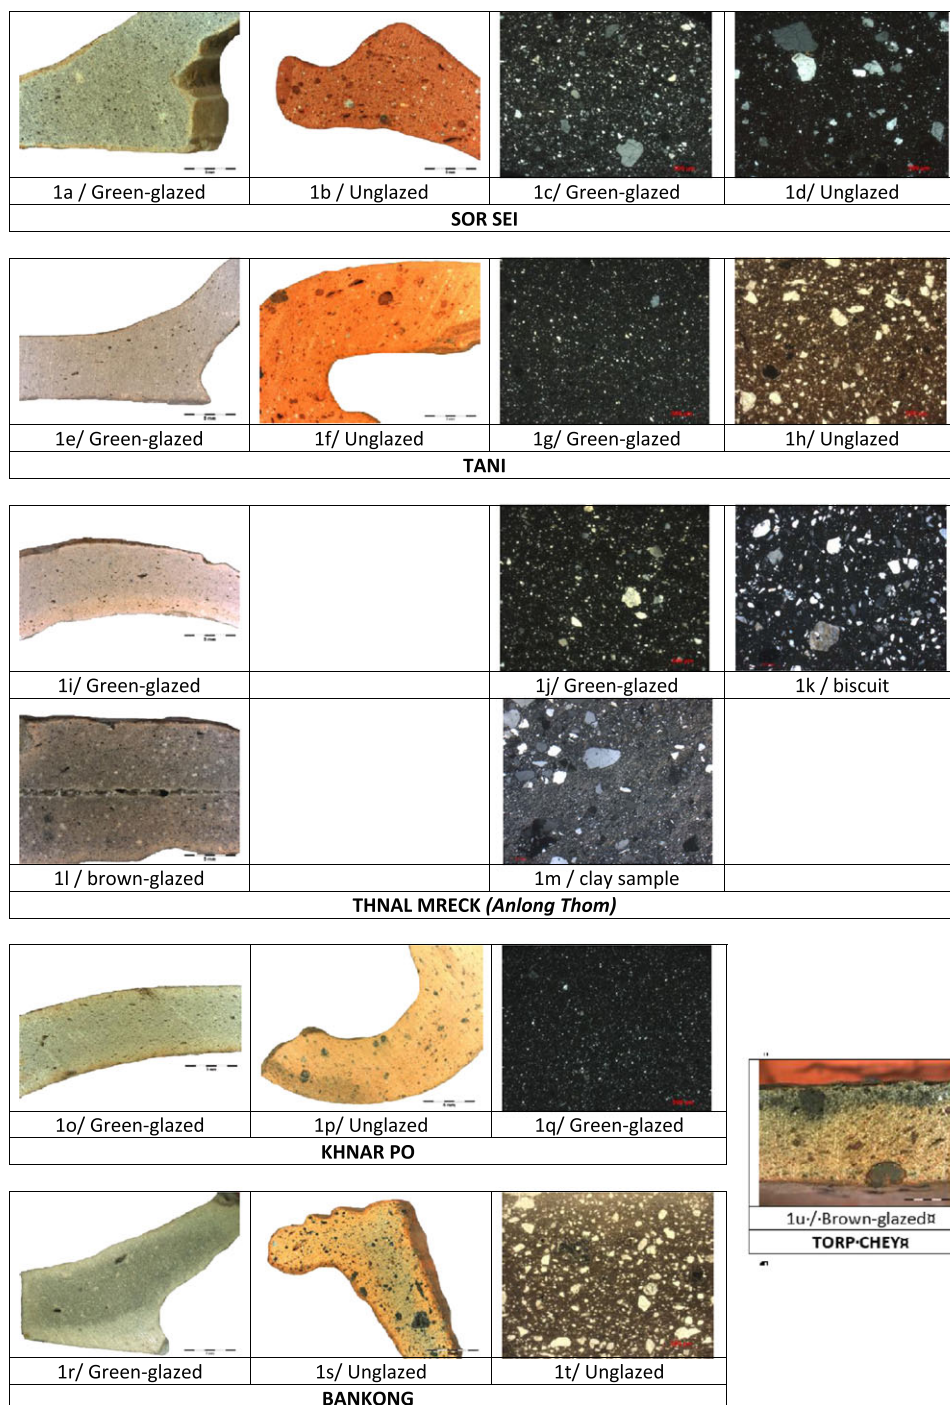 1a / Green-glazed
1b / Unglazed
1c/ Green-glazed
1d/ Unglazed
SOR SEI
1e/ Green-glazed
1f/ Unglazed
1g/ Green-glazed
1h/ Unglazed
TANI
1i/ Green-glazed
1j/ Green-glazed
1k / biscuit
1l / brown-glazed
1m / clay sample
THNAL MRECK (Anlong Thom)
1o/ Green-glazed
1p/ Unglazed
1q/ Green-glazed
KHNAR PO
1u·/·Brown-glazed¤
TORP·CHEY¤
¶
1r/ Green-glazed
1s/ Unglazed
1t/ Unglazed
BANKONG